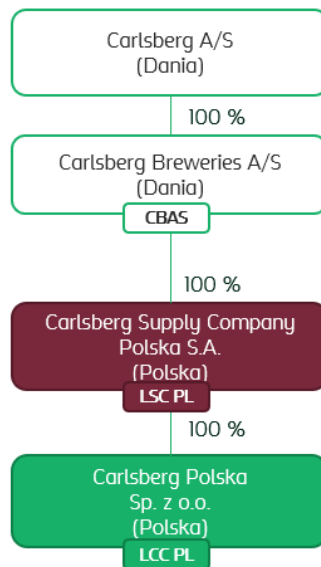 Carlsberg A/S
(Dania)
100 %
Carlsberg Breweries A/S
(Dania)
CBAS
100 %
Carlsberg Supply Company
Polska S.A.
(Polska)
LSC PL
100 %
Carlsberg Polska
Sp. z o.o.
(Polska)
LCC PL